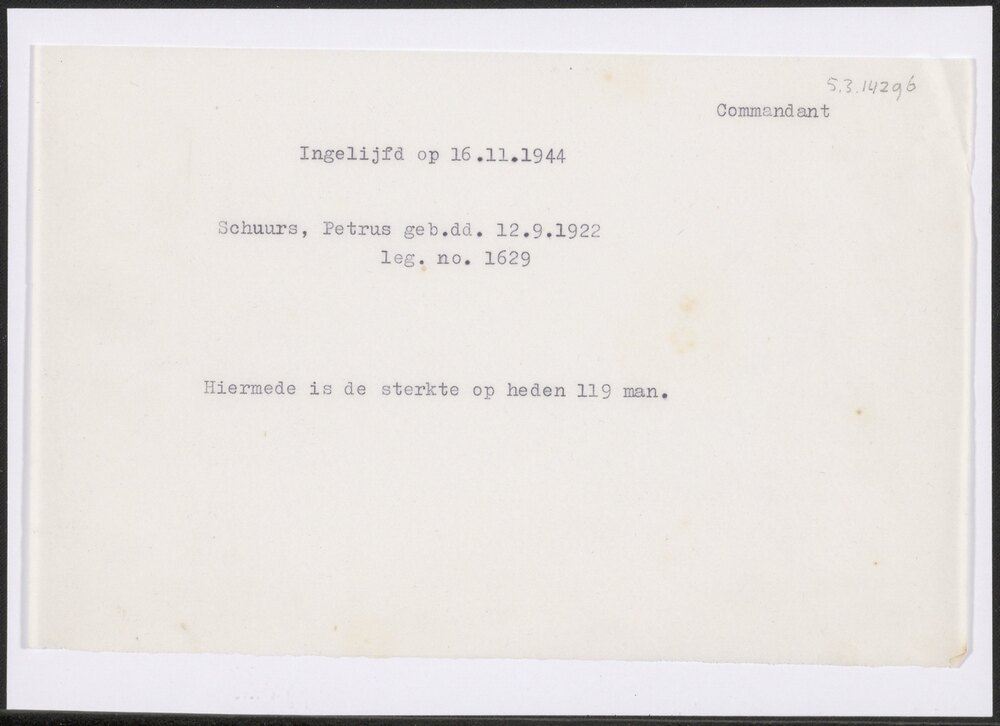 5.3.14296
Commandant
Ingelijfd op 16.11.1944
Schuurs, Petrus geb.dd. 12.9.1922
leg. no. 1629
Hiermede is de sterkte op heden 119 man.